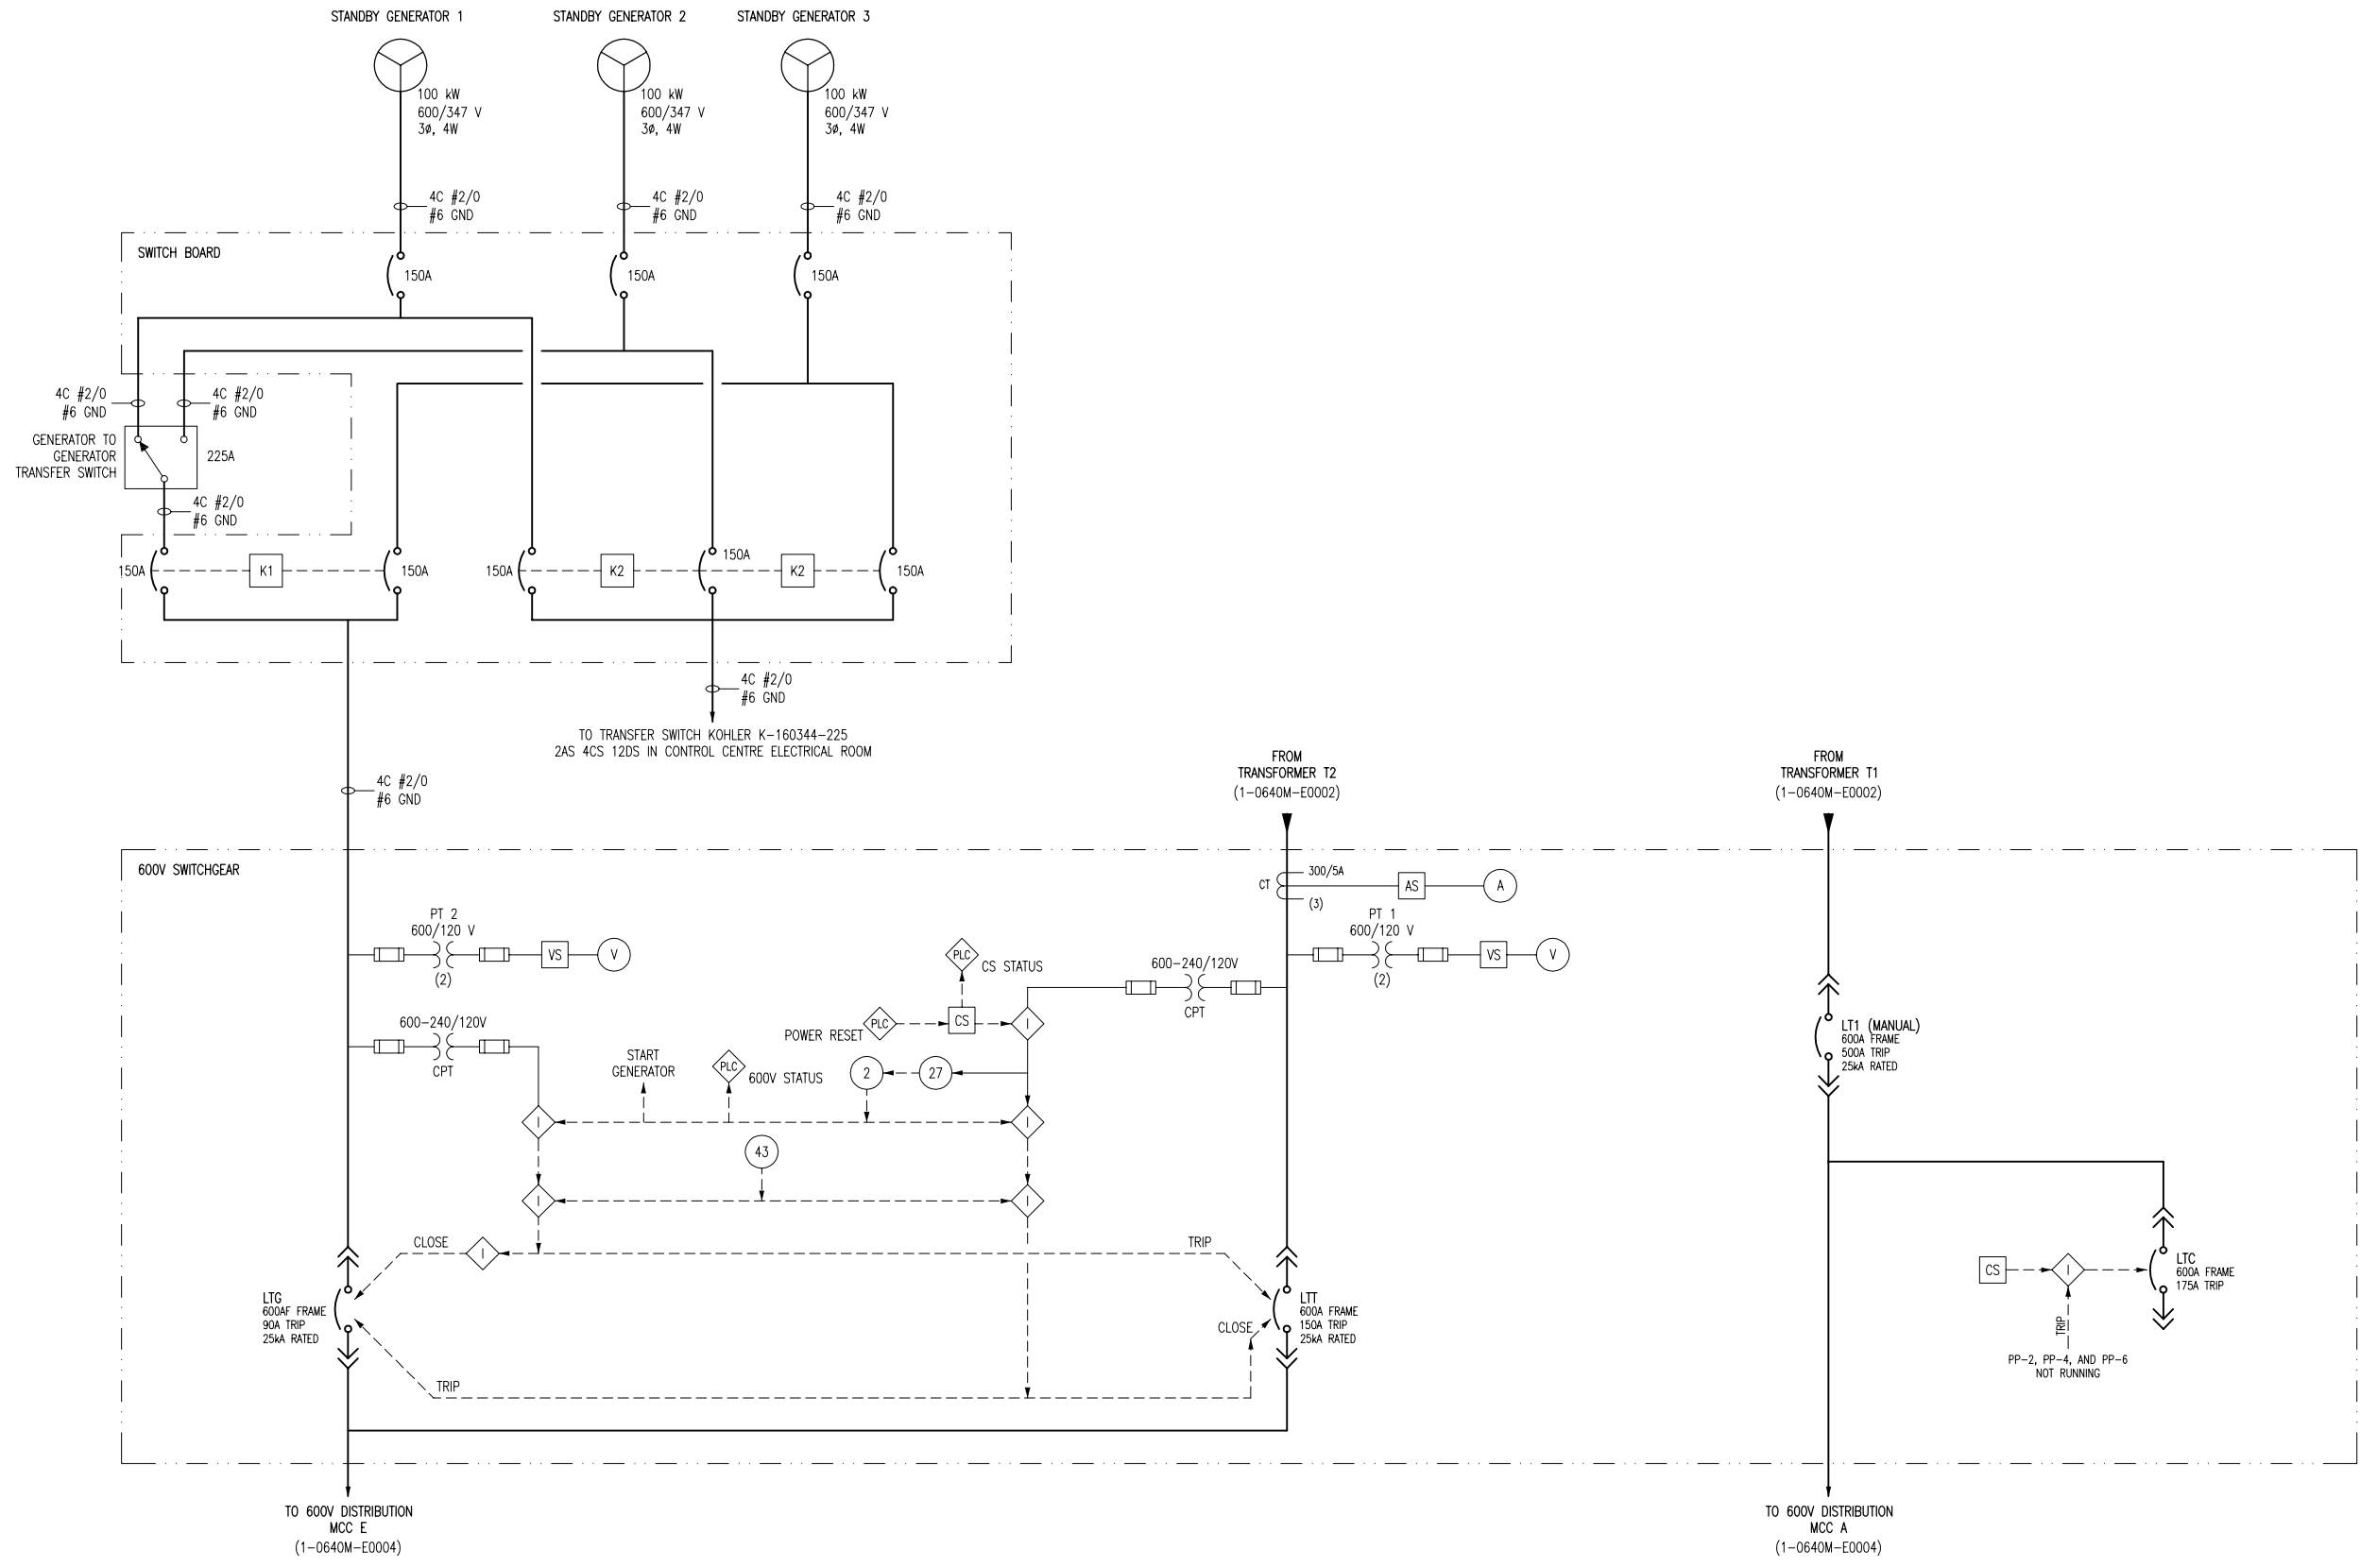 STANDBY GENERATOR 1
STANDBY GENERATOR 2
STANDBY GENERATOR 3
100 kW
600/347 V
3ø, 4W
100 kW
600/347 V
3ø, 4W
100 kW
600/347 V
3ø, 4W
4C #2/0
#6 GND
4C #2/0
#6 GND
4C #2/0
#6 GND
SWITCH BOARD
150A
150A
150A
4C #2/0
#6 GND
4C #2/0
#6 GND
GENERATOR TO
GENERATOR
TRANSFER SWITCH
225A
4C #2/0
#6 GND
150A
K1
150A
150A
K2
150A
K2
150A
4C #2/0
#6 GND
TO TRANSFER SWITCH KOHLER K-160344-225
2AS 4CS 12DS IN CONTROL CENTRE ELECTRICAL ROOM
4C #2/0
#6 GND
FROM
TRANSFORMER T2
(1-0640M-E0002)
FROM
TRANSFORMER T1
(1-0640M-E0002)
600V SWITCHGEAR
CT
300/5A
(3)
AS
A
PT 2
600/120 V
(2)
VS
V
PT 1
600/120 V
(2)
VS
V
PLC
CS STATUS
600-240/120V
CPT
POWER RESET
PLC
CS
I
600-240/120V
CPT
START
GENERATOR
PLC
600V STATUS
2
27
I
I
43
I
I
CLOSE
I
TRIP
LTG
600AF FRAME
90A TRIP
25kA RATED
LTT
600A FRAME
150A TRIP
25kA RATED
CLOSE
TRIP
LT1 (MANUAL)
600A FRAME
500A TRIP
25kA RATED
CS
I
LTC
600A FRAME
175A TRIP
TRIP
PP-2, PP-4, AND PP-6
NOT RUNNING
TO 600V DISTRIBUTION
MCC E
(1-0640M-E0004)
TO 600V DISTRIBUTION
MCC A
(1-0640M-E0004)